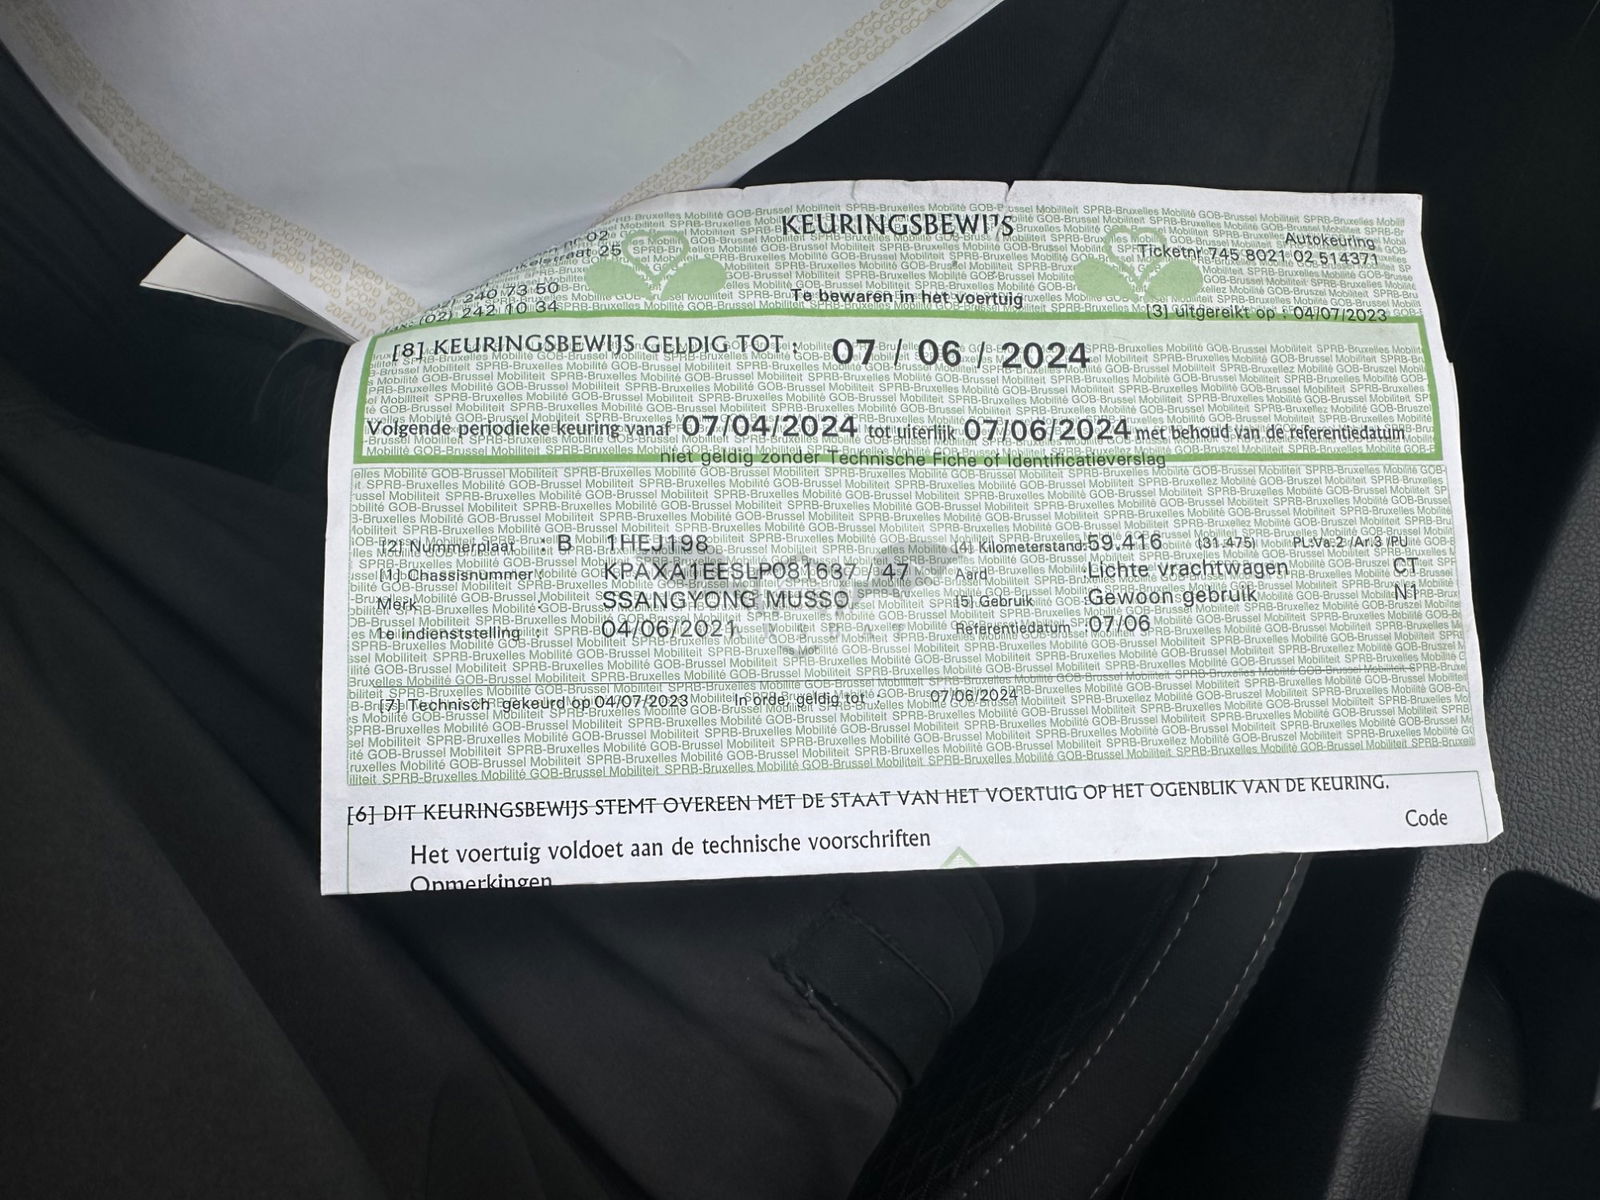 KEURINGSBEWIJS
Autokeuring
Ticketnr 745 8021 02 514371
Te bewaren in het voertuig
[3] uitgereikt op : 04/07/2023
nr 02
straat 25
240 73 50
(02) 242 10 34
[8] KEURINGSBEWIJS GELDIG TOT : 07 / 06 / 2024
Volgende periodieke keuring vanaf 07/04/2024 tot uiterlijk 07/06/2024 met behoud van de referentiedatum
niet geldig zonder Technische Fiche of Identificatieverslag
[2] Nummerplaat : B 1HEJ198 [4] Kilometerstand: 59.416 (31.475) PL:Va:2 /Ar:3 /PU
[1] Chassisnummer : KPAXA1EESLP081637 / 47 Aard : Lichte vrachtwagen CT
Merk : SSANGYONG MUSSO [5] Gebruik : Gewoon gebruik N1
1e indienststelling : 04/06/2021 Referentiedatum : 07/06
[7] Technisch gekeurd op 04/07/2023 In orde, geldig tot : 07/06/2024
[6] DIT KEURINGSBEWIJS STEMT OVEREEN MET DE STAAT VAN HET VOERTUIG OP HET OGENBLIK VAN DE KEURING.
Code
Het voertuig voldoet aan de technische voorschriften
Opmerkingen